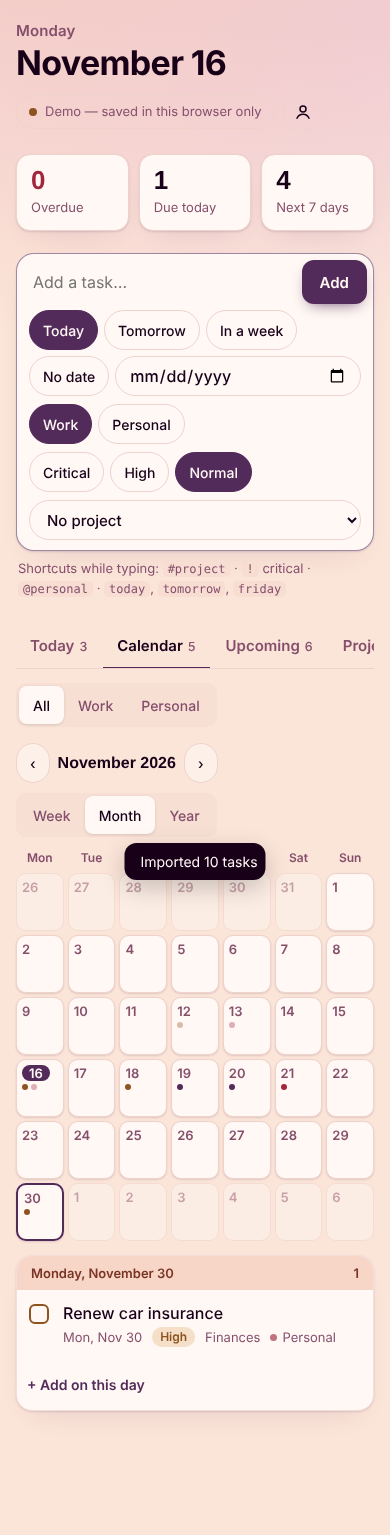 Monday
November 16
Demo — saved in this browser only
0 1 4
Overdue Due today Next 7 days
Add a task... Add
Today Tomorrow In a week
No date mm/dd/yyyy
Work Personal
Critical High Normal
No project
Shortcuts while typing: #project · ! critical ·
@personal · today, tomorrow, friday
Today 3 Calendar 5 Upcoming 6 Proje
All Work Personal
‹ November 2026 ›
Week Month Year
Imported 10 tasks
Mon Tue Sat Sun
26 27 28 29 30 31 1
2 3 4 5 6 7 8
9 10 11 12 13 14 15
16 17 18 19 20 21 22
23 24 25 26 27 28 29
30 1 2 3 4 5 6
Monday, November 30 1
Renew car insurance
Mon, Nov 30 High Finances Personal
+ Add on this day